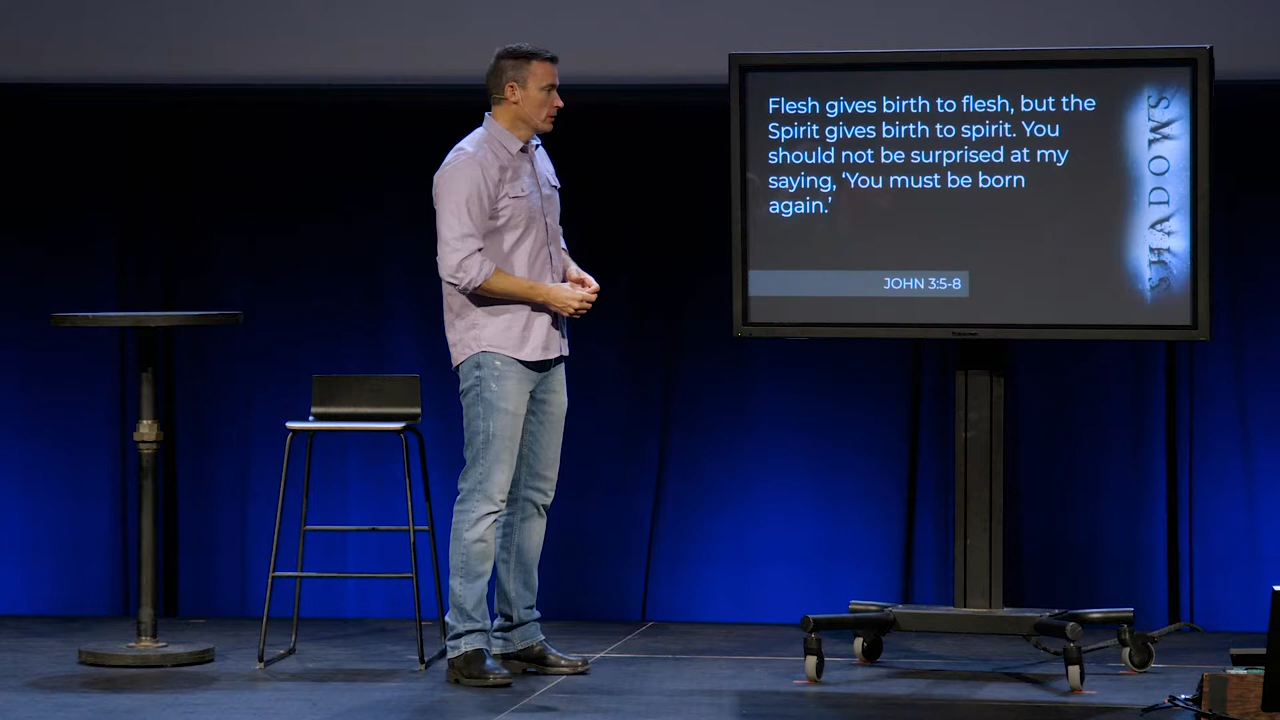 Flesh gives birth to flesh, but the
Spirit gives birth to spirit. You
should not be surprised at my
saying, ‘You must be born
again.’
JOHN 3:5-8
SHADOWS